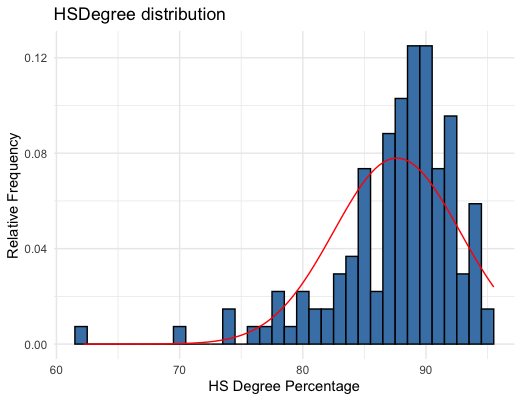 HSDegree distribution
Relative Frequency
0.12
0.08
0.04
0.00
60 70 80 90
HS Degree Percentage